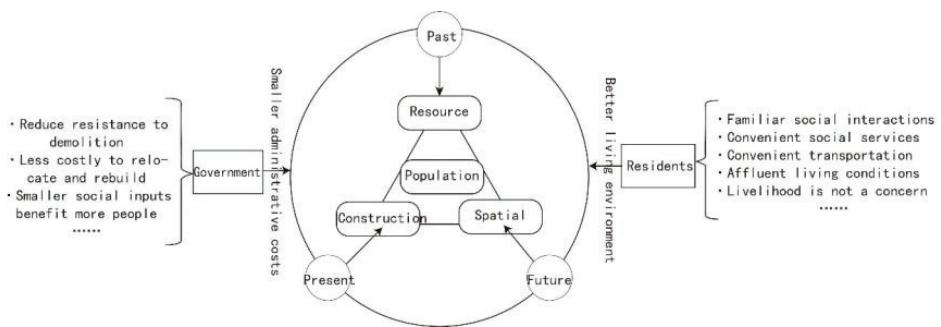 Past
Smaller administrative costs
Better living environment
Resource
· Reduce resistance to
demolition
· Less costly to relo-
cate and rebuild
· Smaller social inputs
benefit more people
······
Government
Population
Construction
Spatial
Residents
· Familiar social interactions
· Convenient social services
· Convenient transportation
· Affluent living conditions
· Livelihood is not a concern
······
Present
Future